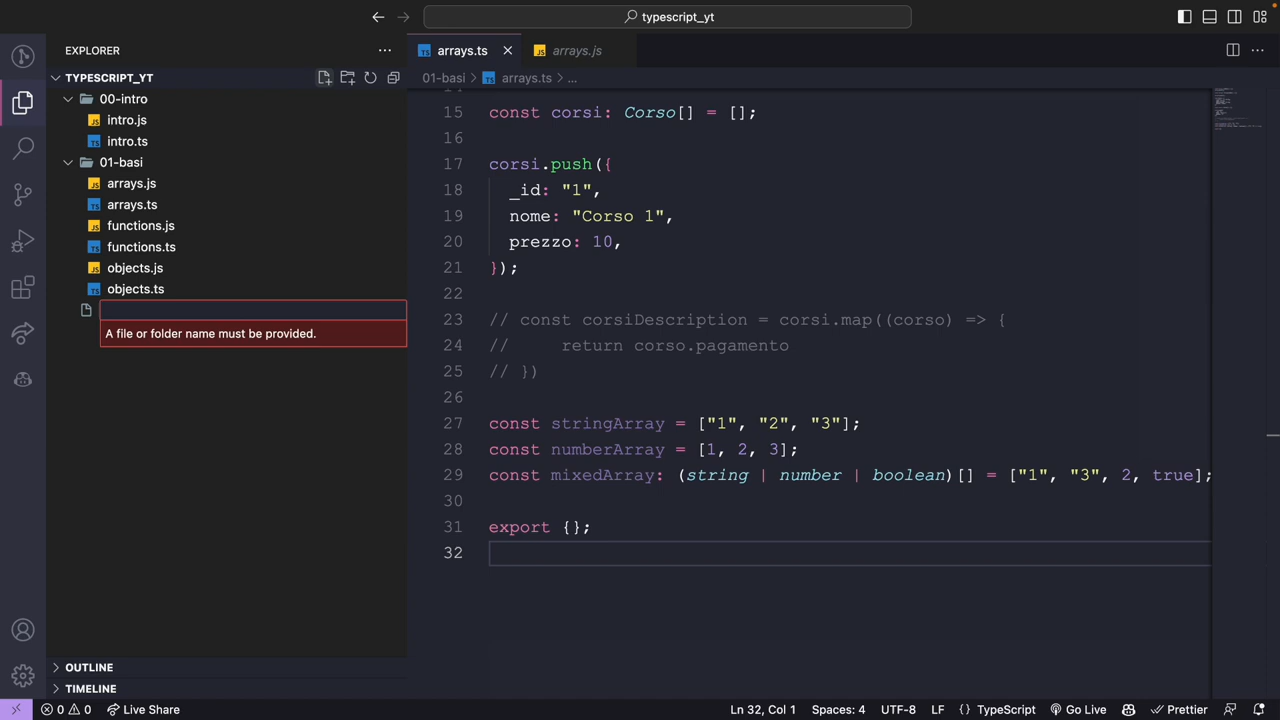 typescript_yt
EXPLORER
TYPESCRIPT_YT
00-intro
intro.js
intro.ts
01-basi
arrays.js
arrays.ts
functions.js
functions.ts
objects.js
objects.ts
A file or folder name must be provided.
OUTLINE
TIMELINE
arrays.ts
arrays.js
01-basi > arrays.ts > ...
15 const corsi: Corso[] = [];
16
17 corsi.push({
18 _id: "1",
19 nome: "Corso 1",
20 prezzo: 10,
21 });
22
23 // const corsiDescription = corsi.map((corso) => {
24 //     return corso.pagamento
25 // })
26
27 const stringArray = ["1", "2", "3"];
28 const numberArray = [1, 2, 3];
29 const mixedArray: (string | number | boolean)[] = ["1", "3", 2, true];
30
31 export {};
32
0 0 Live Share Ln 32, Col 1 Spaces: 4 UTF-8 LF {} TypeScript Go Live Prettier